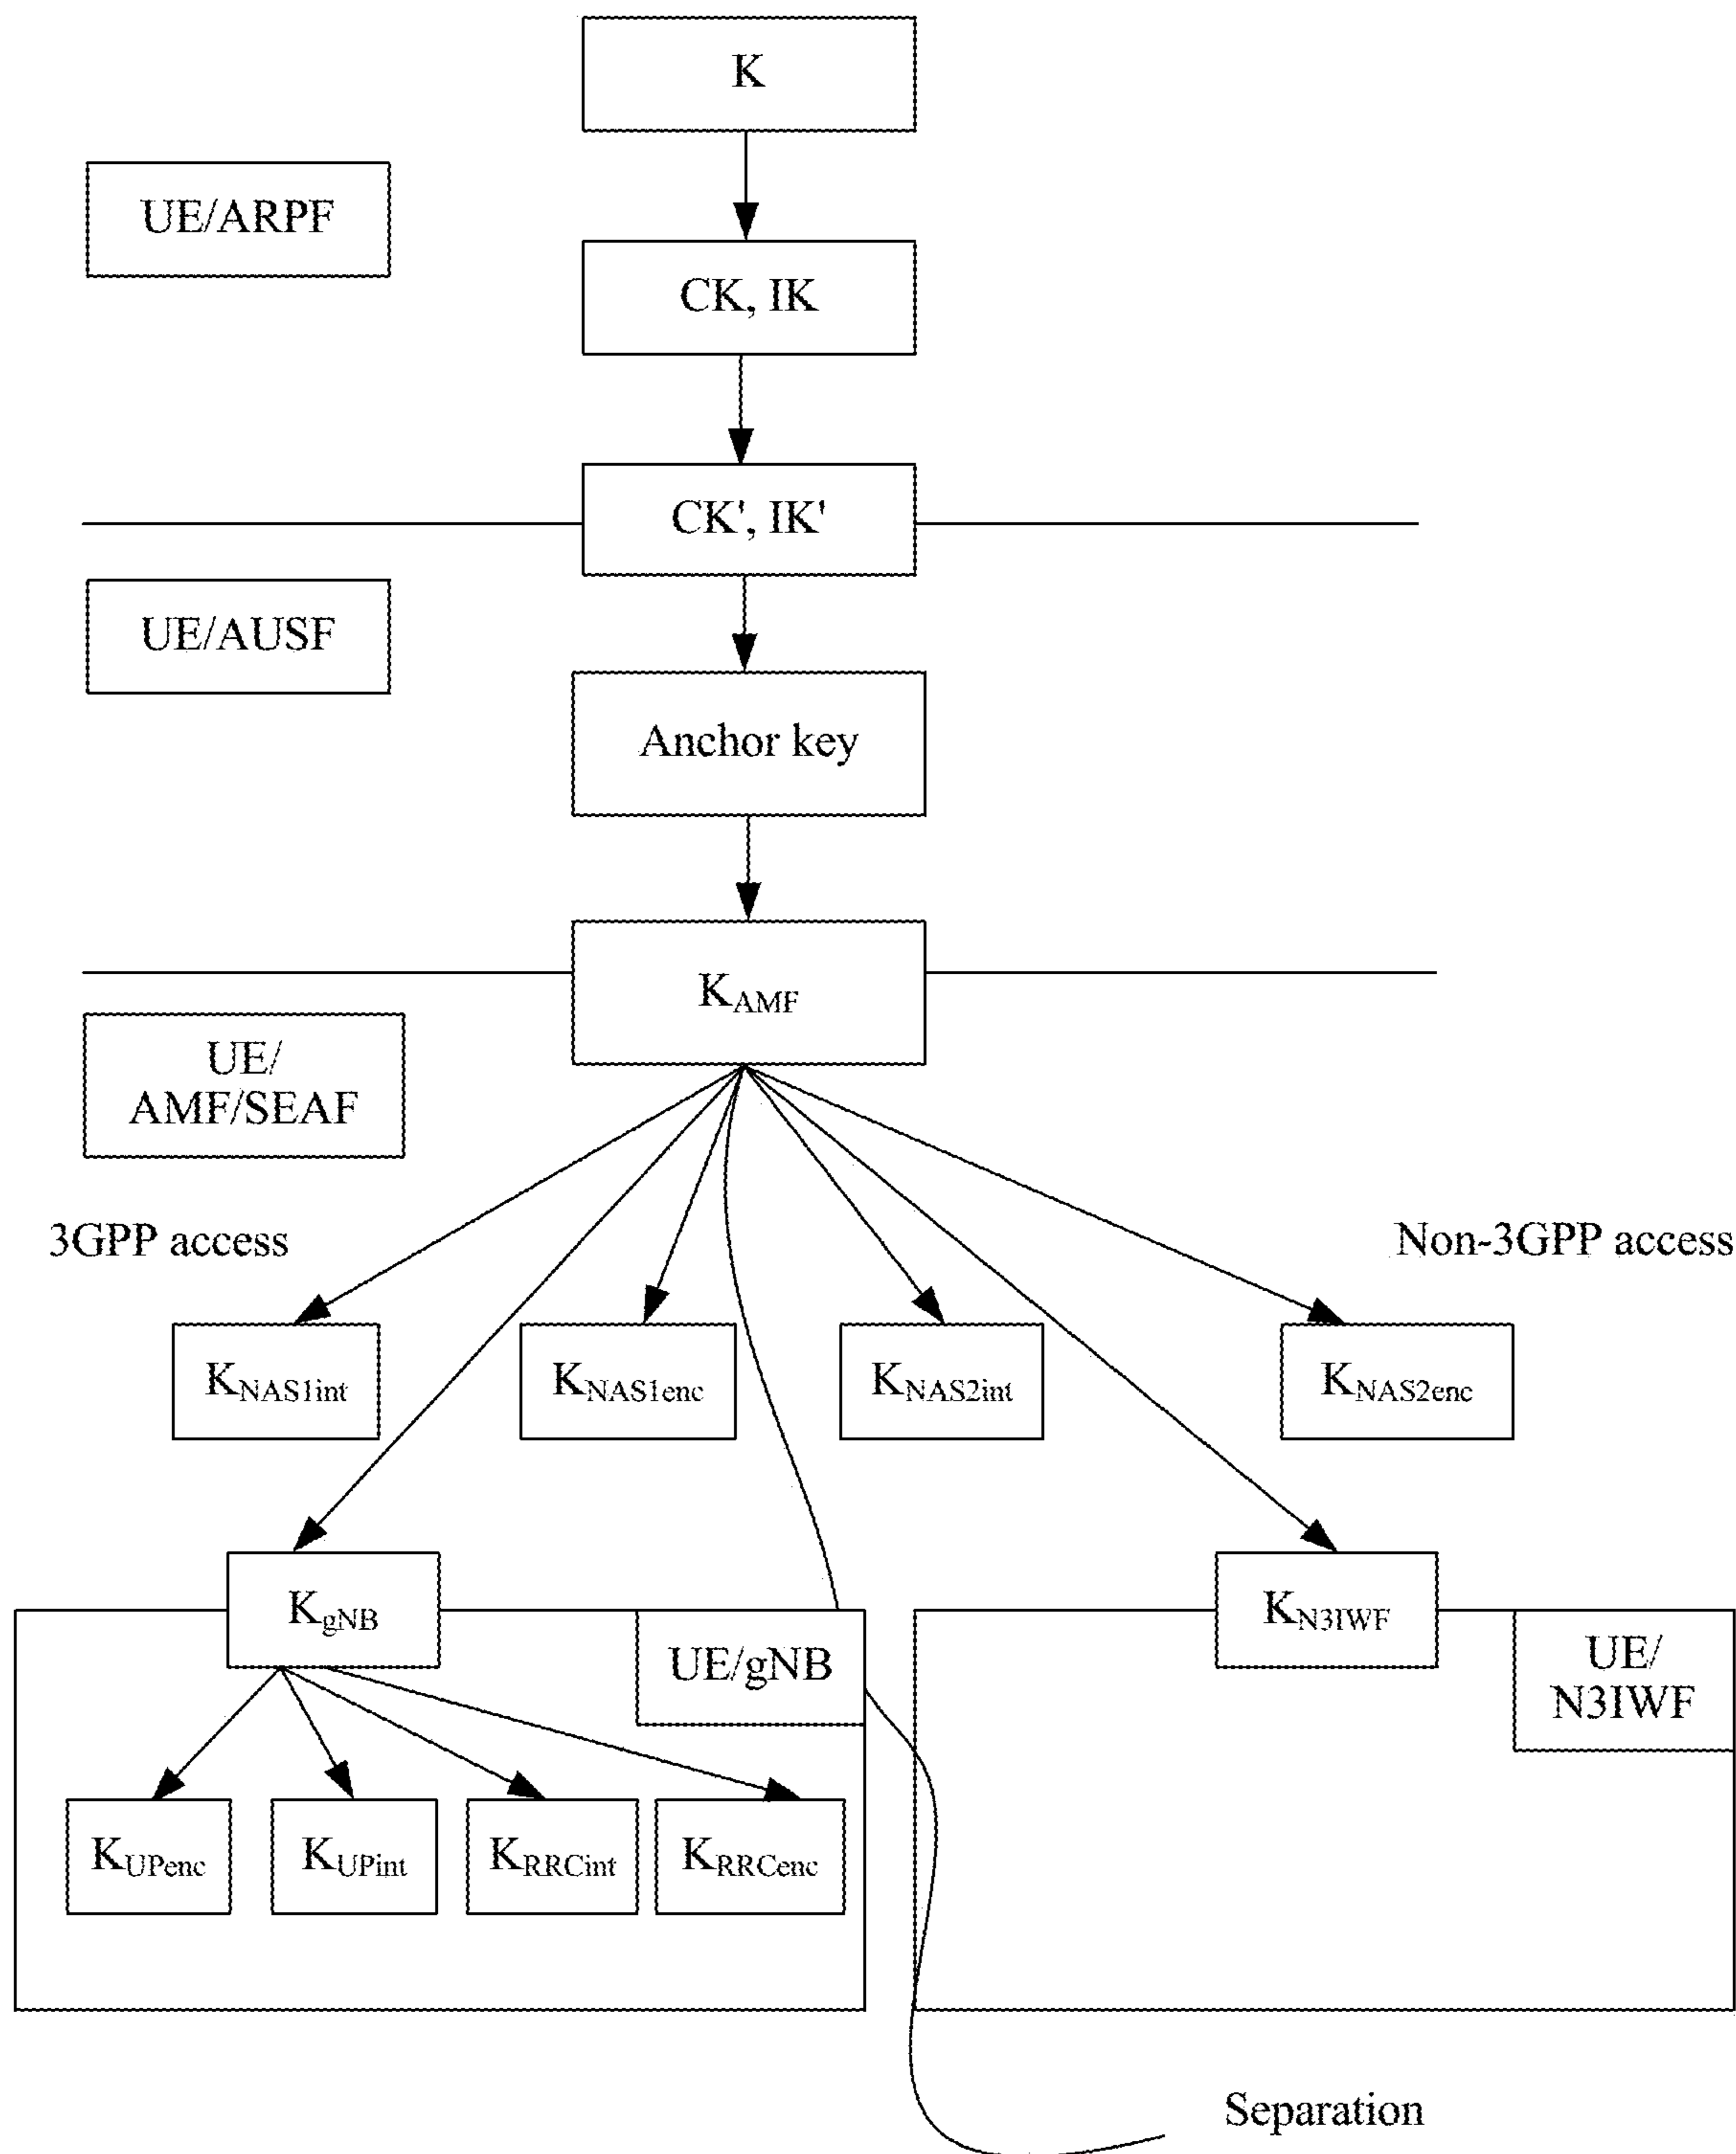 K
UE/ARPF
CK, IK
CK', IK'
UE/AUSF
Anchor key
KAMF
UE/
AMF/SEAF
3GPP access
Non-3GPP access
KNAS1int
KNAS1enc
KNAS2int
KNAS2enc
KgNB
UE/gNB
KN3IWF
UE/
N3IWF
KUPenc
KUPint
KRRCint
KRRCenc
Separation